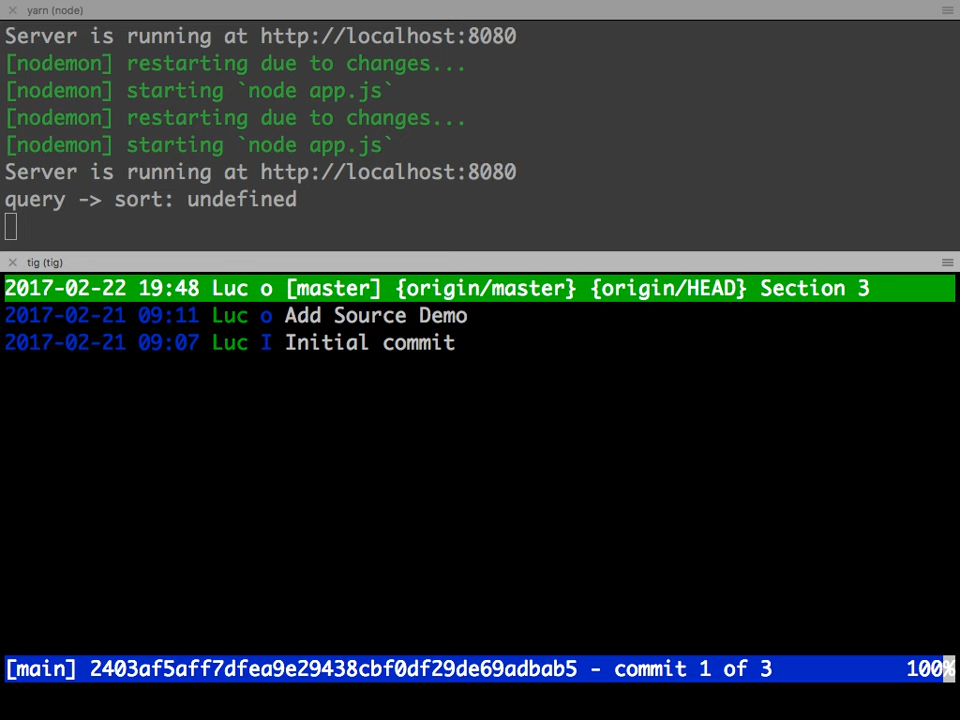 yarn (node)
Server is running at http://localhost:8080
[nodemon] restarting due to changes...
[nodemon] starting `node app.js`
[nodemon] restarting due to changes...
[nodemon] starting `node app.js`
Server is running at http://localhost:8080
query -> sort: undefined
tig (tig)
2017-02-22 19:48 Luc o [master] {origin/master} {origin/HEAD} Section 3
2017-02-21 09:11 Luc o Add Source Demo
2017-02-21 09:07 Luc I Initial commit
[main] 2403af5aff7dfea9e29438cbf0df29de69adbab5 - commit 1 of 3 100%